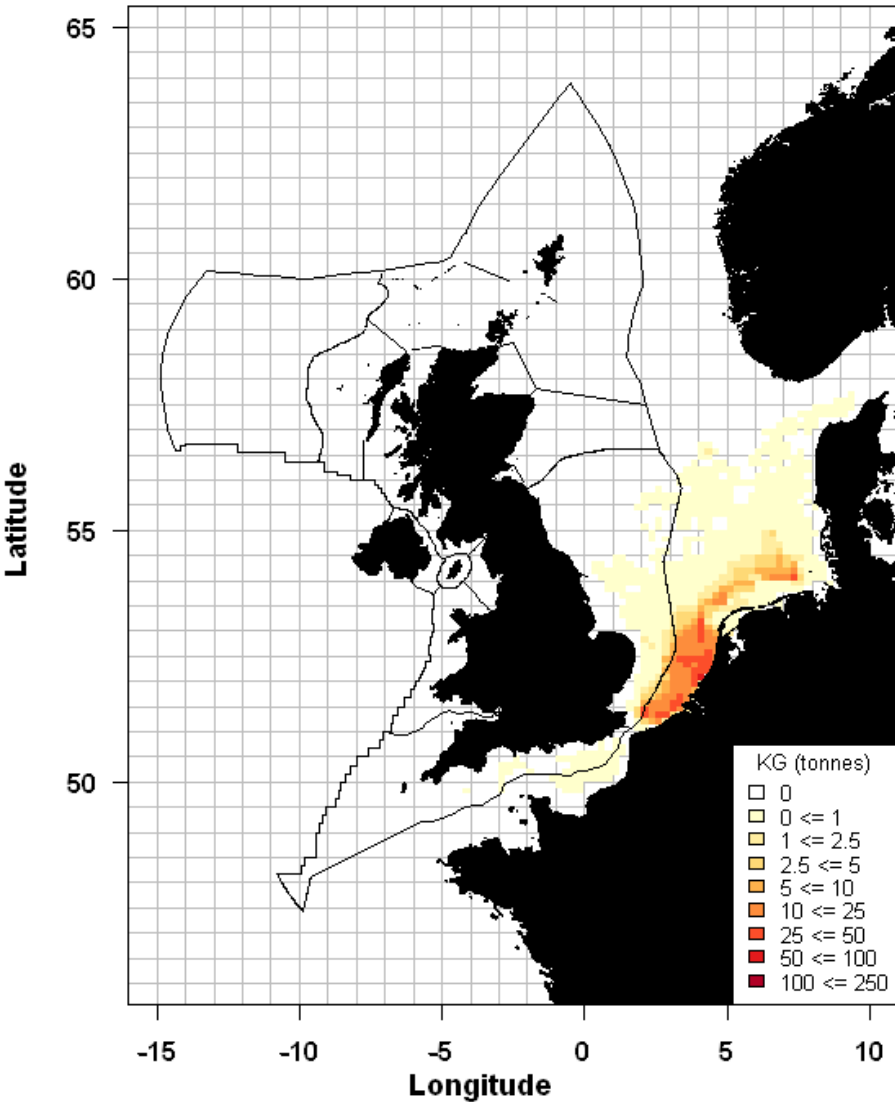 65
60
55
50
Latitude
KG (tonnes)
0
0 <= 1
1 <= 2.5
2.5 <= 5
5 <= 10
10 <= 25
25 <= 50
50 <= 100
100 <= 250
-15 -10 -5 0 5 10
Longitude